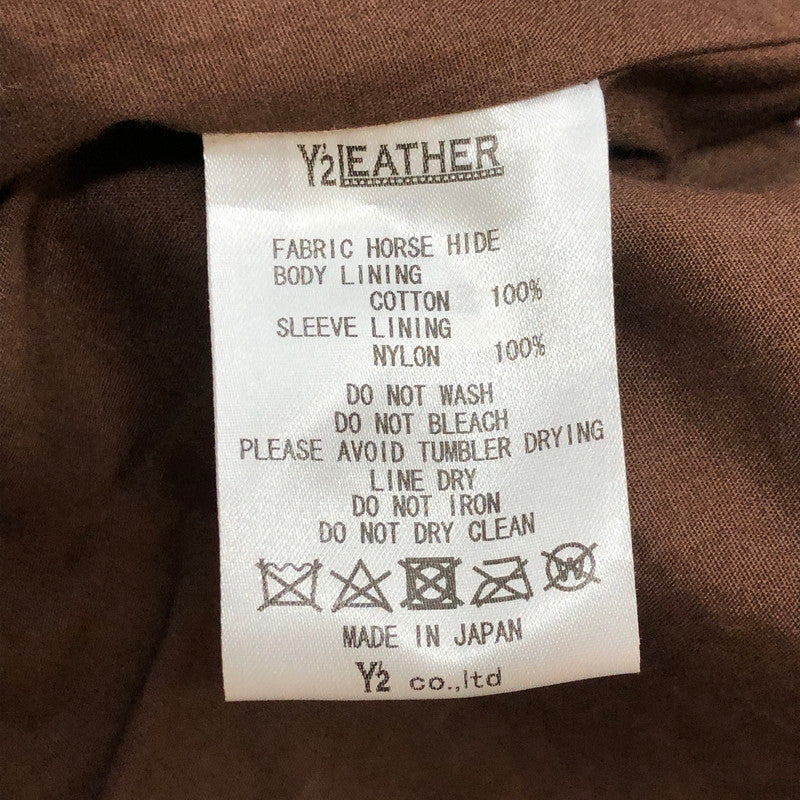 Y'2 LEATHER
FABRIC HORSE HIDE
BODY LINING
COTTON 100%
SLEEVE LINING
NYLON 100%
DO NOT WASH
DO NOT BLEACH
PLEASE AVOID TUMBLER DRYING
LINE DRY
DO NOT IRON
DO NOT DRY CLEAN
W
MADE IN JAPAN
Y'2 co.,ltd